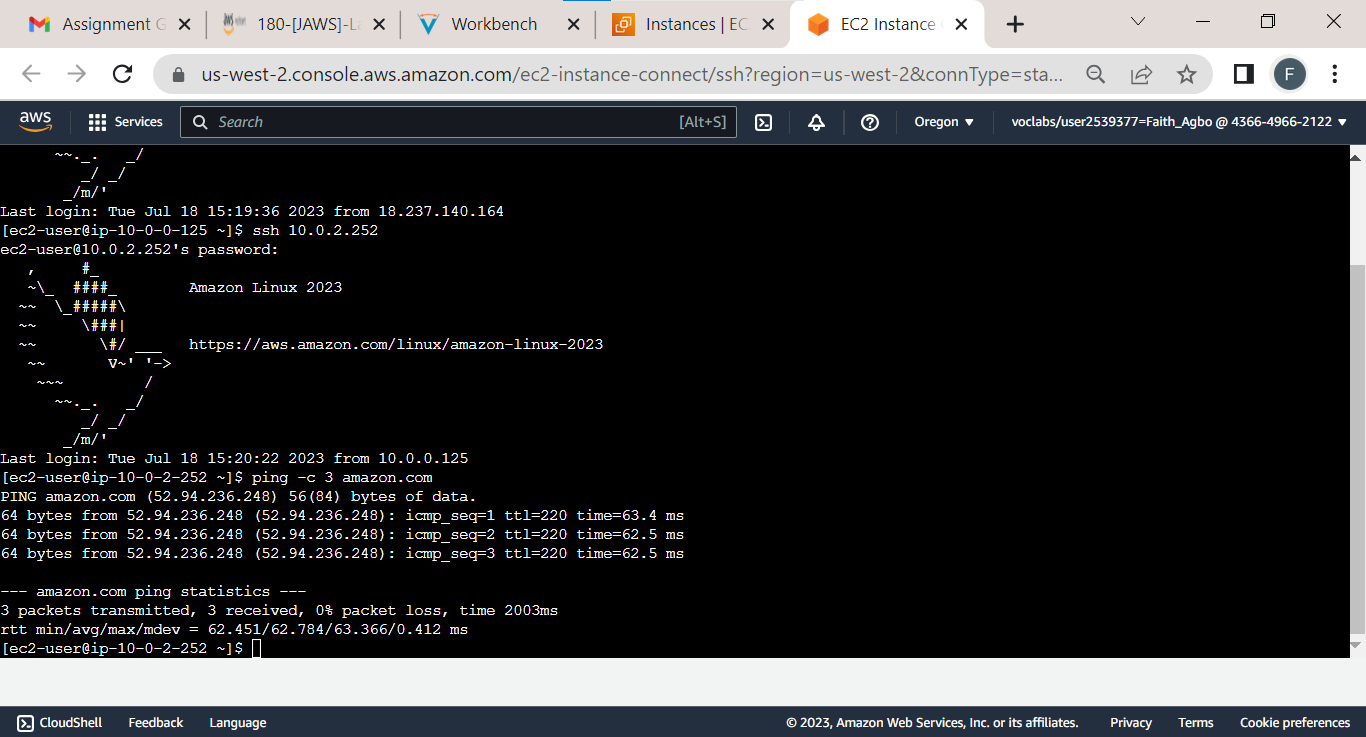 Assignment G
180-[JAWS]-La
Workbench
Instances | EC
EC2 Instance
us-west-2.console.aws.amazon.com/ec2-instance-connect/ssh?region=us-west-2&connType=sta...
F
aws
Services
Search
[Alt+S]
Oregon
voclabs/user2539377=Faith_Agbo @ 4366-4966-2122
      ~~._.   _/
         _/ _/
       _/m/'
Last login: Tue Jul 18 15:19:36 2023 from 18.237.140.164
[ec2-user@ip-10-0-0-125 ~]$ ssh 10.0.2.252
ec2-user@10.0.2.252's password:
   ,     #_
   ~\_  ####_        Amazon Linux 2023
  ~~  \_#####\
  ~~     \###|
  ~~       \#/ ___   https://aws.amazon.com/linux/amazon-linux-2023
   ~~       V~' '->
    ~~~         /
      ~~._.   _/
         _/ _/
       _/m/'
Last login: Tue Jul 18 15:20:22 2023 from 10.0.0.125
[ec2-user@ip-10-0-2-252 ~]$ ping -c 3 amazon.com
PING amazon.com (52.94.236.248) 56(84) bytes of data.
64 bytes from 52.94.236.248 (52.94.236.248): icmp_seq=1 ttl=220 time=63.4 ms
64 bytes from 52.94.236.248 (52.94.236.248): icmp_seq=2 ttl=220 time=62.5 ms
64 bytes from 52.94.236.248 (52.94.236.248): icmp_seq=3 ttl=220 time=62.5 ms
--- amazon.com ping statistics ---
3 packets transmitted, 3 received, 0% packet loss, time 2003ms
rtt min/avg/max/mdev = 62.451/62.784/63.366/0.412 ms
[ec2-user@ip-10-0-2-252 ~]$
CloudShell
Feedback
Language
© 2023, Amazon Web Services, Inc. or its affiliates.
Privacy
Terms
Cookie preferences